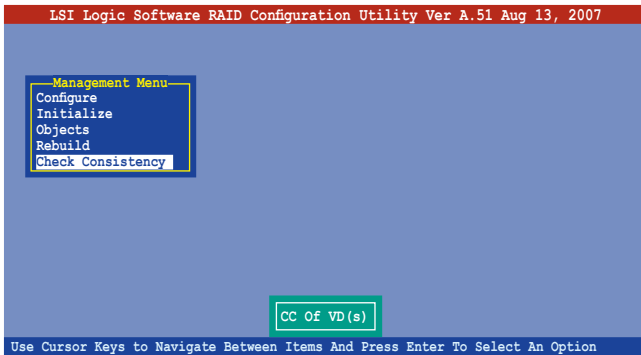 LSI Logic Software RAID Configuration Utility Ver A.51 Aug 13, 2007
Management Menu
Configure
Initialize
Objects
Rebuild
Check Consistency
CC Of VD(s)
Use Cursor Keys to Navigate Between Items And Press Enter To Select An Option